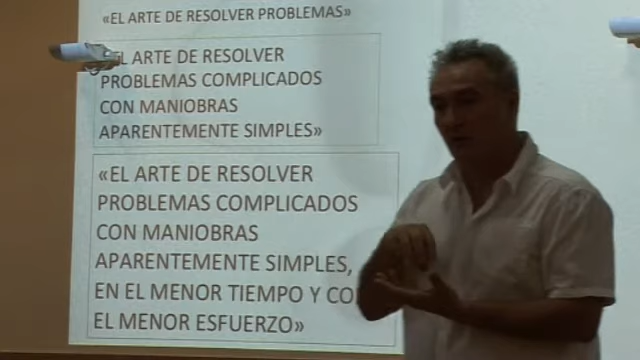 «EL ARTE DE RESOLVER PROBLEMAS»
L ARTE DE RESOLVER
PROBLEMAS COMPLICADOS
CON MANIOBRAS
APARENTEMENTE SIMPLES»
«EL ARTE DE RESOLVER
PROBLEMAS COMPLICADOS
CON MANIOBRAS
APARENTEMENTE SIMPLES,
EN EL MENOR TIEMPO Y CO
EL MENOR ESFUERZO»